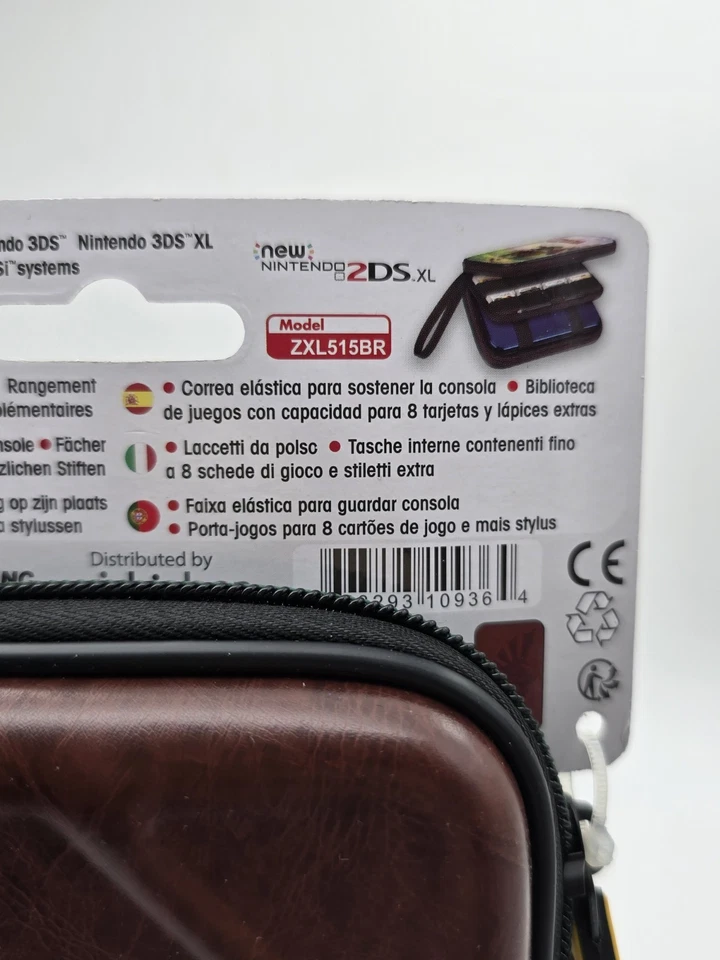 ndo 3DS™ Nintendo 3DS™XL
Si™systems
new
NINTENDO 2DS XL
Model
ZXL515BR
Rangement
plémentaires
• Correa elástica para sostener la consola • Biblioteca
de juegos con capacidad para 8 tarjetas y lápices extras
nsole • Fächer
zlichen Stiften
• Laccetti da polso • Tasche interne contenenti fino
a 8 schede di gioco e stiletti extra
g op zijn plaats
a stylussen
• Faixa elástica para guardar consola
• Porta-jogos para 8 cartões de jogo e mais stylus
Distributed by
NC
293 10936 4
CE